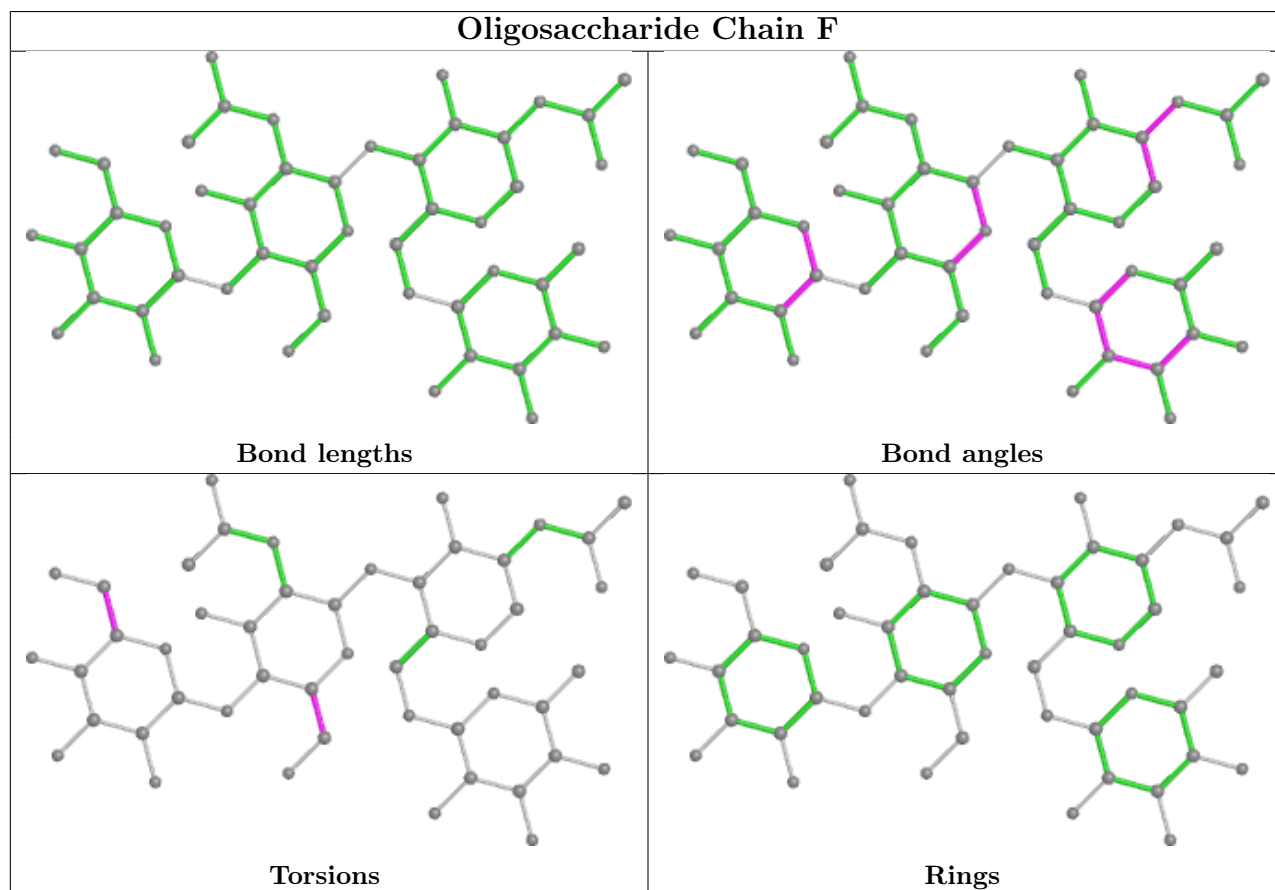 Oligosaccharide Chain F
Bond lengths
Bond angles
Torsions
Rings